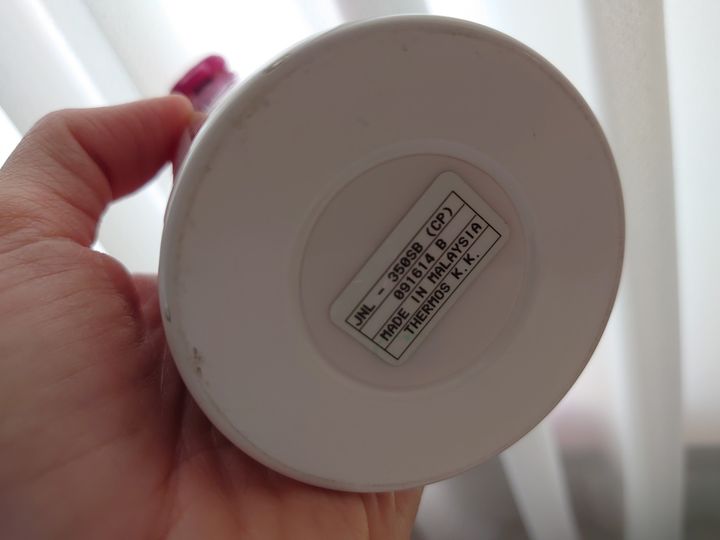 JNL - 350SB (CP)
091614 B
MADE IN MALAYSIA
THERMOS K.K.